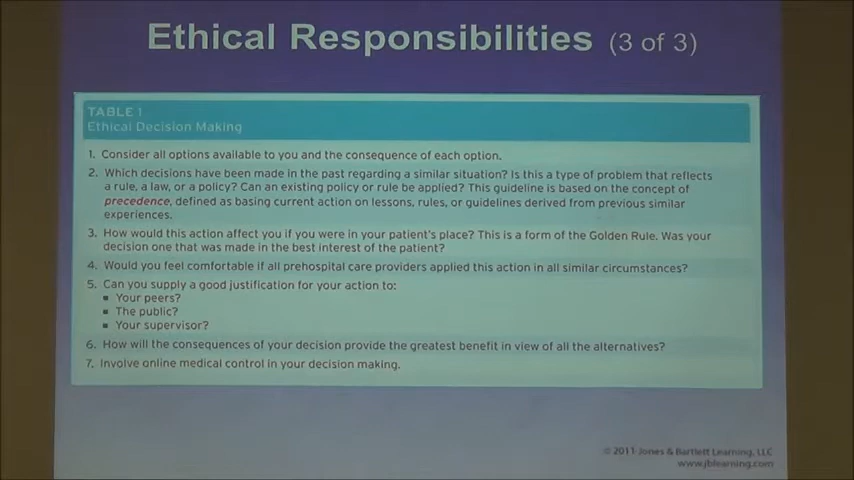 Ethical Responsibilities (3 of 3)
TABLE 1
Ethical Decision Making
1. Consider all options available to you and the consequence of each option.
2. Which decisions have been made in the past regarding a similar situation? Is this a type of problem that reflects
a rule, a law, or a policy? Can an existing policy or rule be applied? This guideline is based on the concept of
precedence, defined as basing current action on lessons, rules, or guidelines derived from previous similar
experiences.
3. How would this action affect you if you were in your patient's place? This is a form of the Golden Rule. Was your
decision one that was made in the best interest of the patient?
4. Would you feel comfortable if all prehospital care providers applied this action in all similar circumstances?
5. Can you supply a good justification for your action to:
▪ Your peers?
▪ The public?
▪ Your supervisor?
6. How will the consequences of your decision provide the greatest benefit in view of all the alternatives?
7. Involve online medical control in your decision making.
© 2011 Jones & Bartlett Learning, LLC
www.jblearning.com